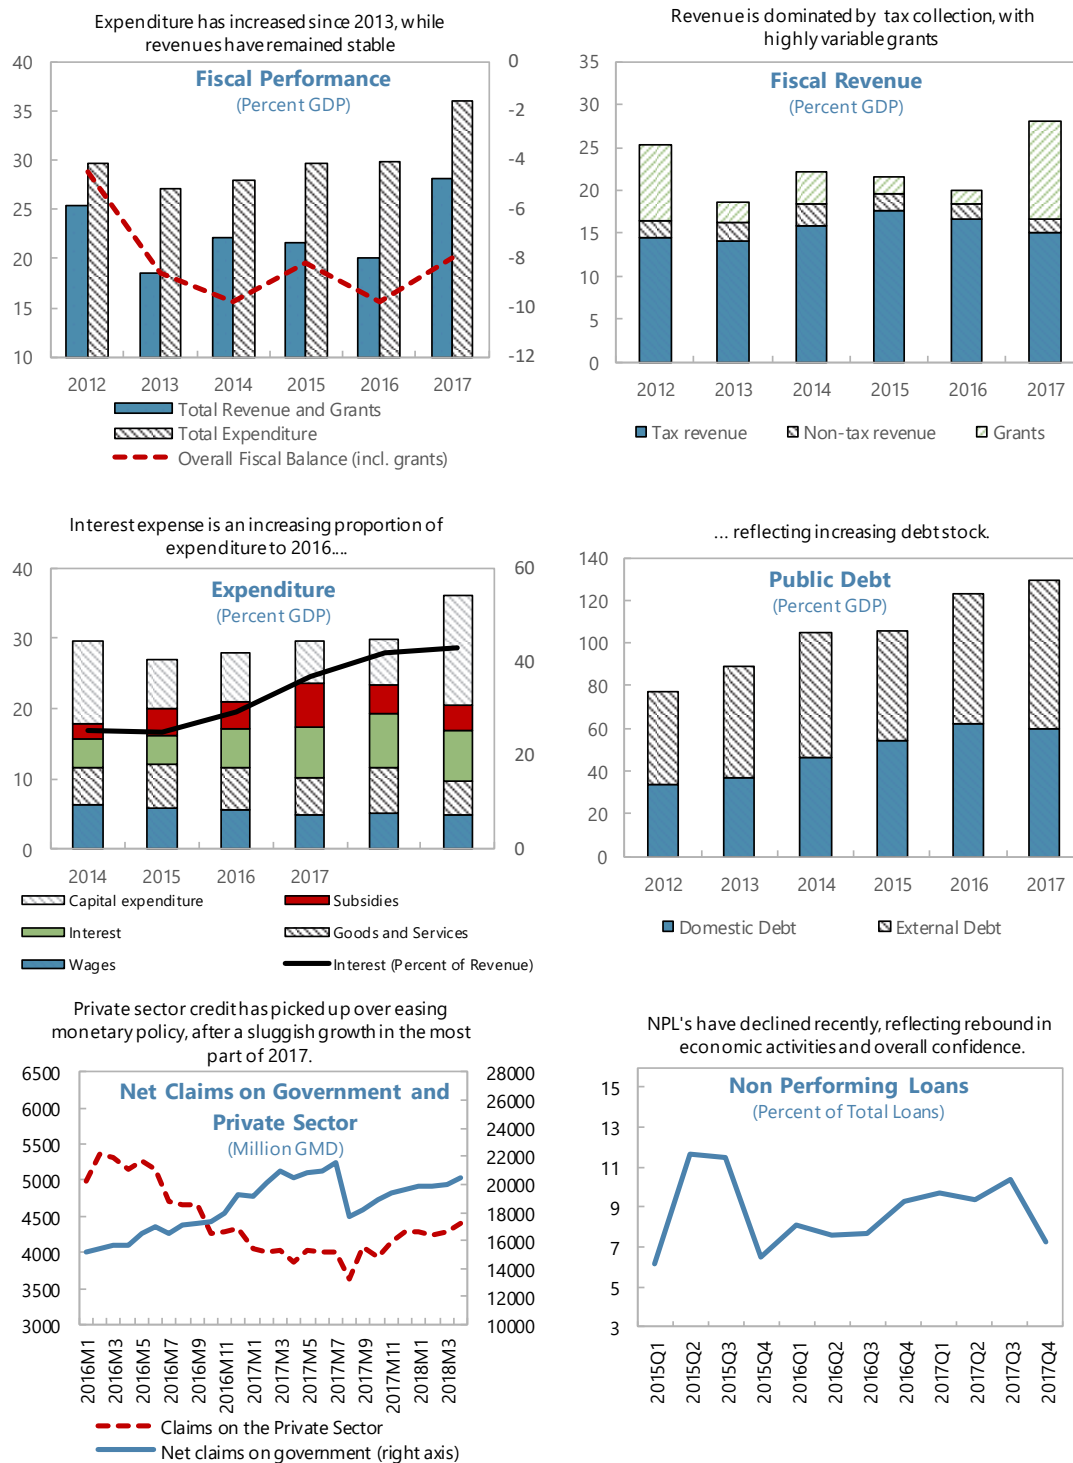 Expenditure has increased since 2013, while
revenues have remained stable
Fiscal Performance
(Percent GDP)
40
35
30
25
20
15
10
0
-2
-4
-6
-8
-10
-12
2012 2013 2014 2015 2016 2017
Total Revenue and Grants
Total Expenditure
Overall Fiscal Balance (incl. grants)
Revenue is dominated by tax collection, with
highly variable grants
Fiscal Revenue
(Percent GDP)
35
30
25
20
15
10
5
0
2012 2013 2014 2015 2016 2017
Tax revenue Non-tax revenue Grants
Interest expense is an increasing proportion of
expenditure to 2016....
Expenditure
(Percent GDP)
40
30
20
10
0
60
40
20
0
2014 2015 2016 2017
Capital expenditure Subsidies
Interest Goods and Services
Wages Interest (Percent of Revenue)
... reflecting increasing debt stock.
Public Debt
(Percent GDP)
140
120
100
80
60
40
20
0
2012 2013 2014 2015 2016 2017
Domestic Debt External Debt
Private sector credit has picked up over easing
monetary policy, after a sluggish growth in the most
part of 2017.
Net Claims on Government and
Private Sector
(Million GMD)
6500
6000
5500
5000
4500
4000
3500
3000
28000
26000
24000
22000
20000
18000
16000
14000
12000
10000
2016M1 2016M3 2016M5 2016M7 2016M9 2016M11 2017M1 2017M3 2017M5 2017M7 2017M9 2017M11 2018M1 2018M3
Claims on the Private Sector
Net claims on government (right axis)
NPL's have declined recently, reflecting rebound in
economic activities and overall confidence.
Non Performing Loans
(Percent of Total Loans)
15
13
11
9
7
5
3
2015Q1 2015Q2 2015Q3 2015Q4 2016Q1 2016Q2 2016Q3 2016Q4 2017Q1 2017Q2 2017Q3 2017Q4